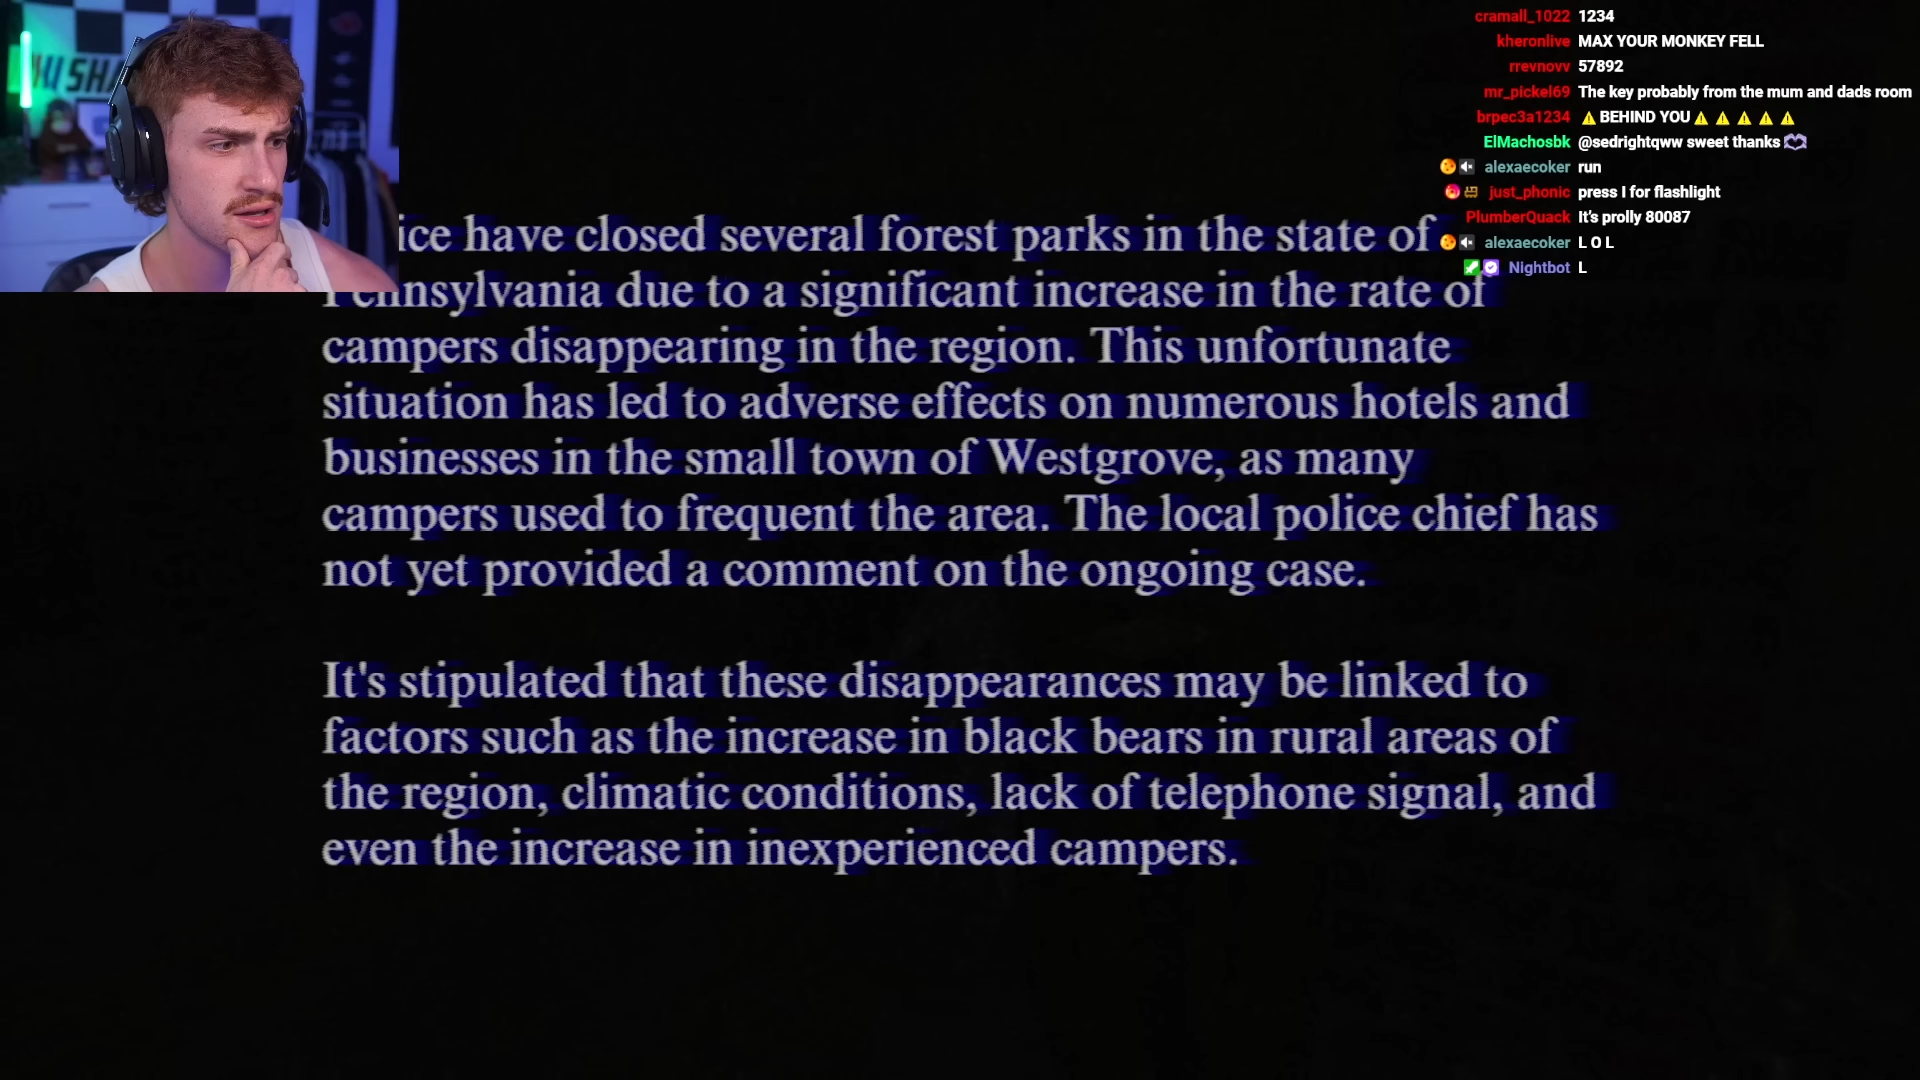 SHA
cramall_1022 1234
kheronlive MAX YOUR MONKEY FELL
rrevnovv 57892
mr_pickel69 The key probably from the mum and dads room
brpec3a1234 ⚠BEHIND YOU⚠ ⚠ ⚠ ⚠ ⚠
ElMachosbk @sedrightqww sweet thanks
alexaecoker run
just_phonic press I for flashlight
PlumberQuack It's prolly 80087
alexaecoker L O L
Nightbot L
ice have closed several forest parks in the state of
Pennsylvania due to a significant increase in the rate of
campers disappearing in the region. This unfortunate
situation has led to adverse effects on numerous hotels and
businesses in the small town of Westgrove, as many
campers used to frequent the area. The local police chief has
not yet provided a comment on the ongoing case.
It's stipulated that these disappearances may be linked to
factors such as the increase in black bears in rural areas of
the region, climatic conditions, lack of telephone signal, and
even the increase in inexperienced campers.